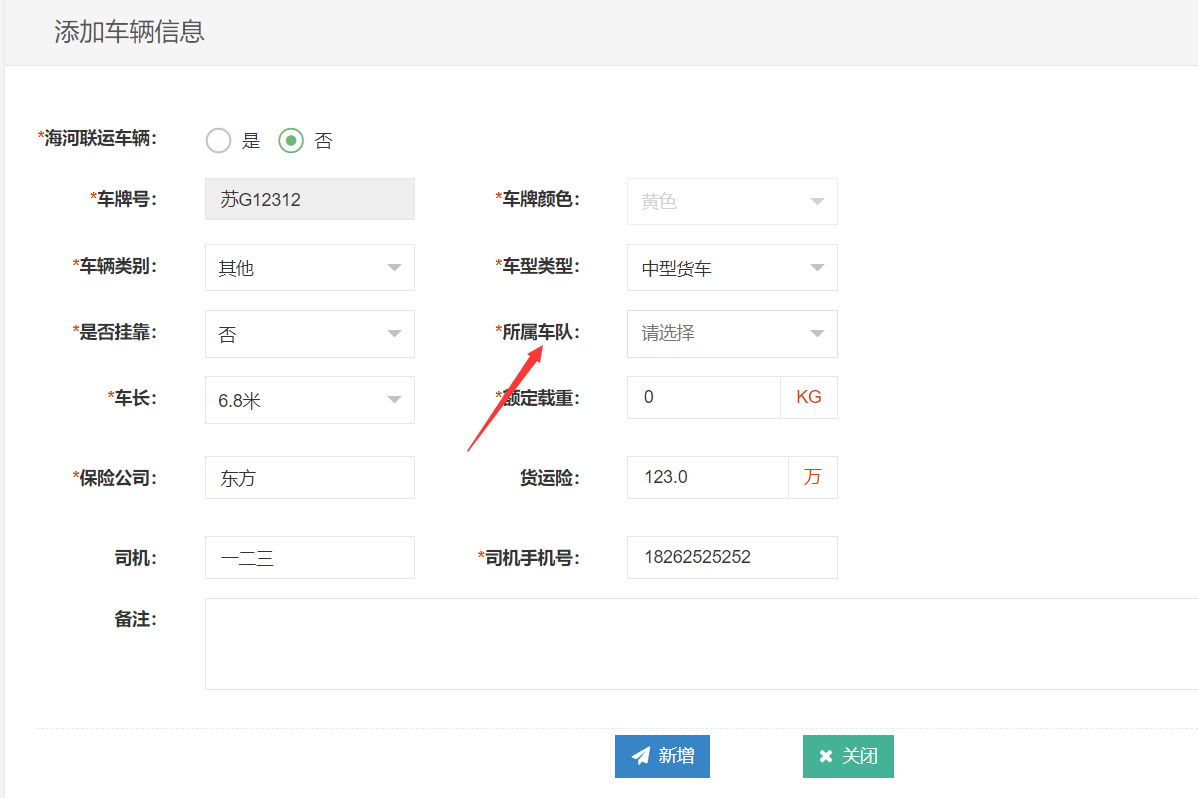 添加车辆信息
*海河联运车辆: 是 否
*车牌号: 苏G12312 *车牌颜色: 黄色
*车辆类别: 其他 *车型类型: 中型货车
*是否挂靠: 否 *所属车队: 请选择
*车长: 6.8米 *额定载重: 0 KG
*保险公司: 东方 货运险: 123.0 万
司机: 一二三 *司机手机号: 18262525252
备注:
新增 关闭